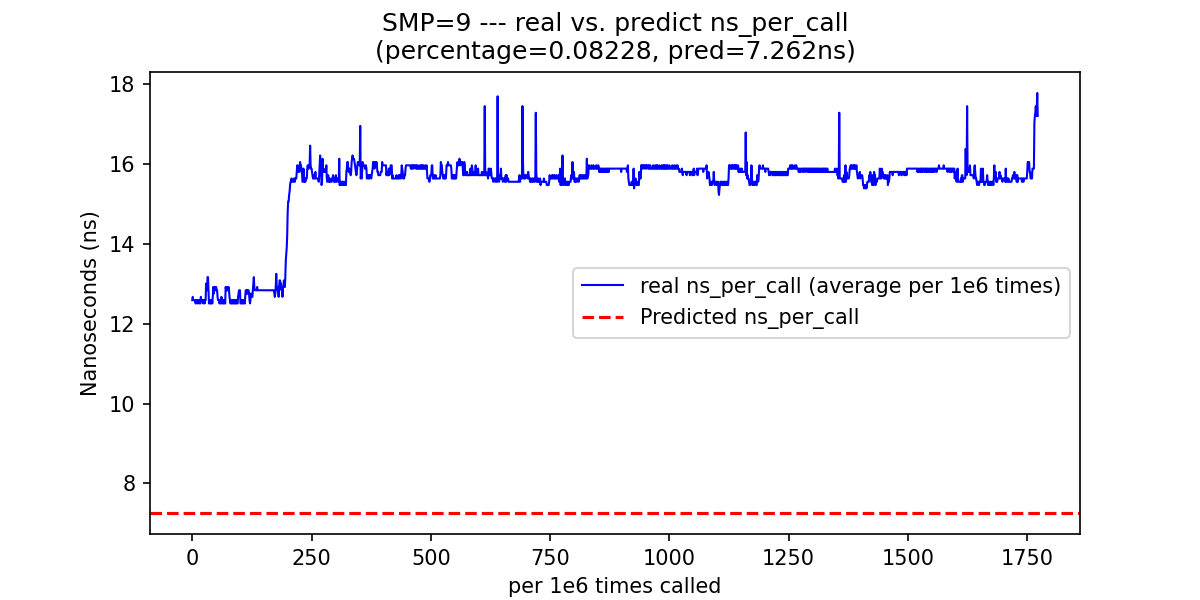 SMP=9 --- real vs. predict ns_per_call
(percentage=0.08228, pred=7.262ns)
Nanoseconds (ns)
18
16
14
12
10
8
real ns_per_call (average per 1e6 times)
Predicted ns_per_call
0 250 500 750 1000 1250 1500 1750
per 1e6 times called